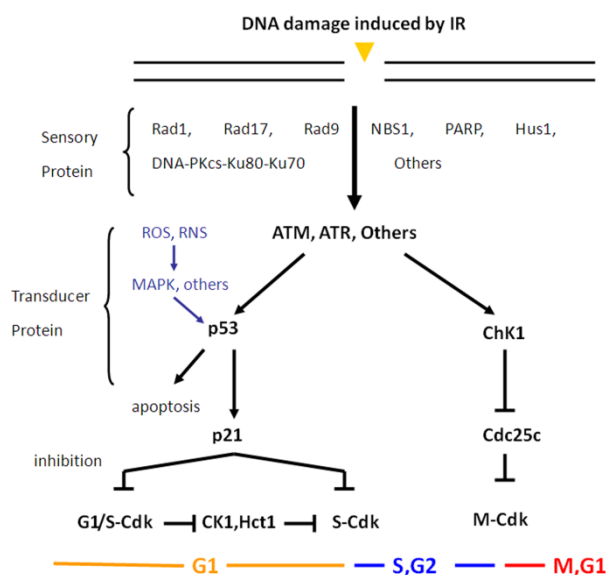 DNA damage induced by IR
Sensory
Protein
Rad1, Rad17, Rad9 NBS1, PARP, Hus1,
DNA-PKcs-Ku80-Ku70 Others
ROS, RNS ATM, ATR, Others
MAPK, others
Transducer
Protein
p53 ChK1
apoptosis
p21 Cdc25c
inhibition
G1/S-Cdk CK1,Hct1 S-Cdk M-Cdk
G1 S,G2 M,G1